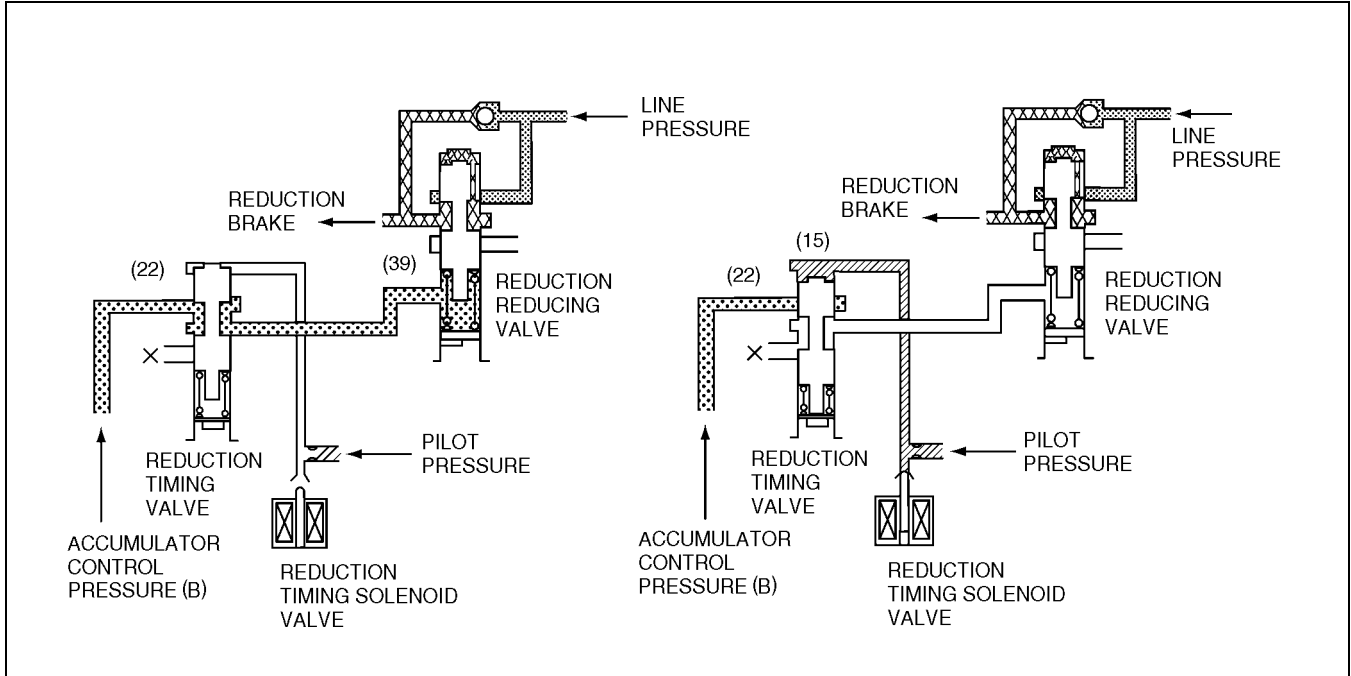 LINE
PRESSURE
REDUCTION
BRAKE
(22)
(39)
REDUCTION
REDUCING
VALVE
PILOT
PRESSURE
REDUCTION
TIMING
VALVE
ACCUMULATOR
CONTROL
PRESSURE (B)
REDUCTION
TIMING SOLENOID
VALVE
LINE
PRESSURE
REDUCTION
BRAKE
(15)
(22)
REDUCTION
REDUCING
VALVE
PILOT
PRESSURE
REDUCTION
TIMING
VALVE
ACCUMULATOR
CONTROL
PRESSURE (B)
REDUCTION
TIMING SOLENOID
VALVE